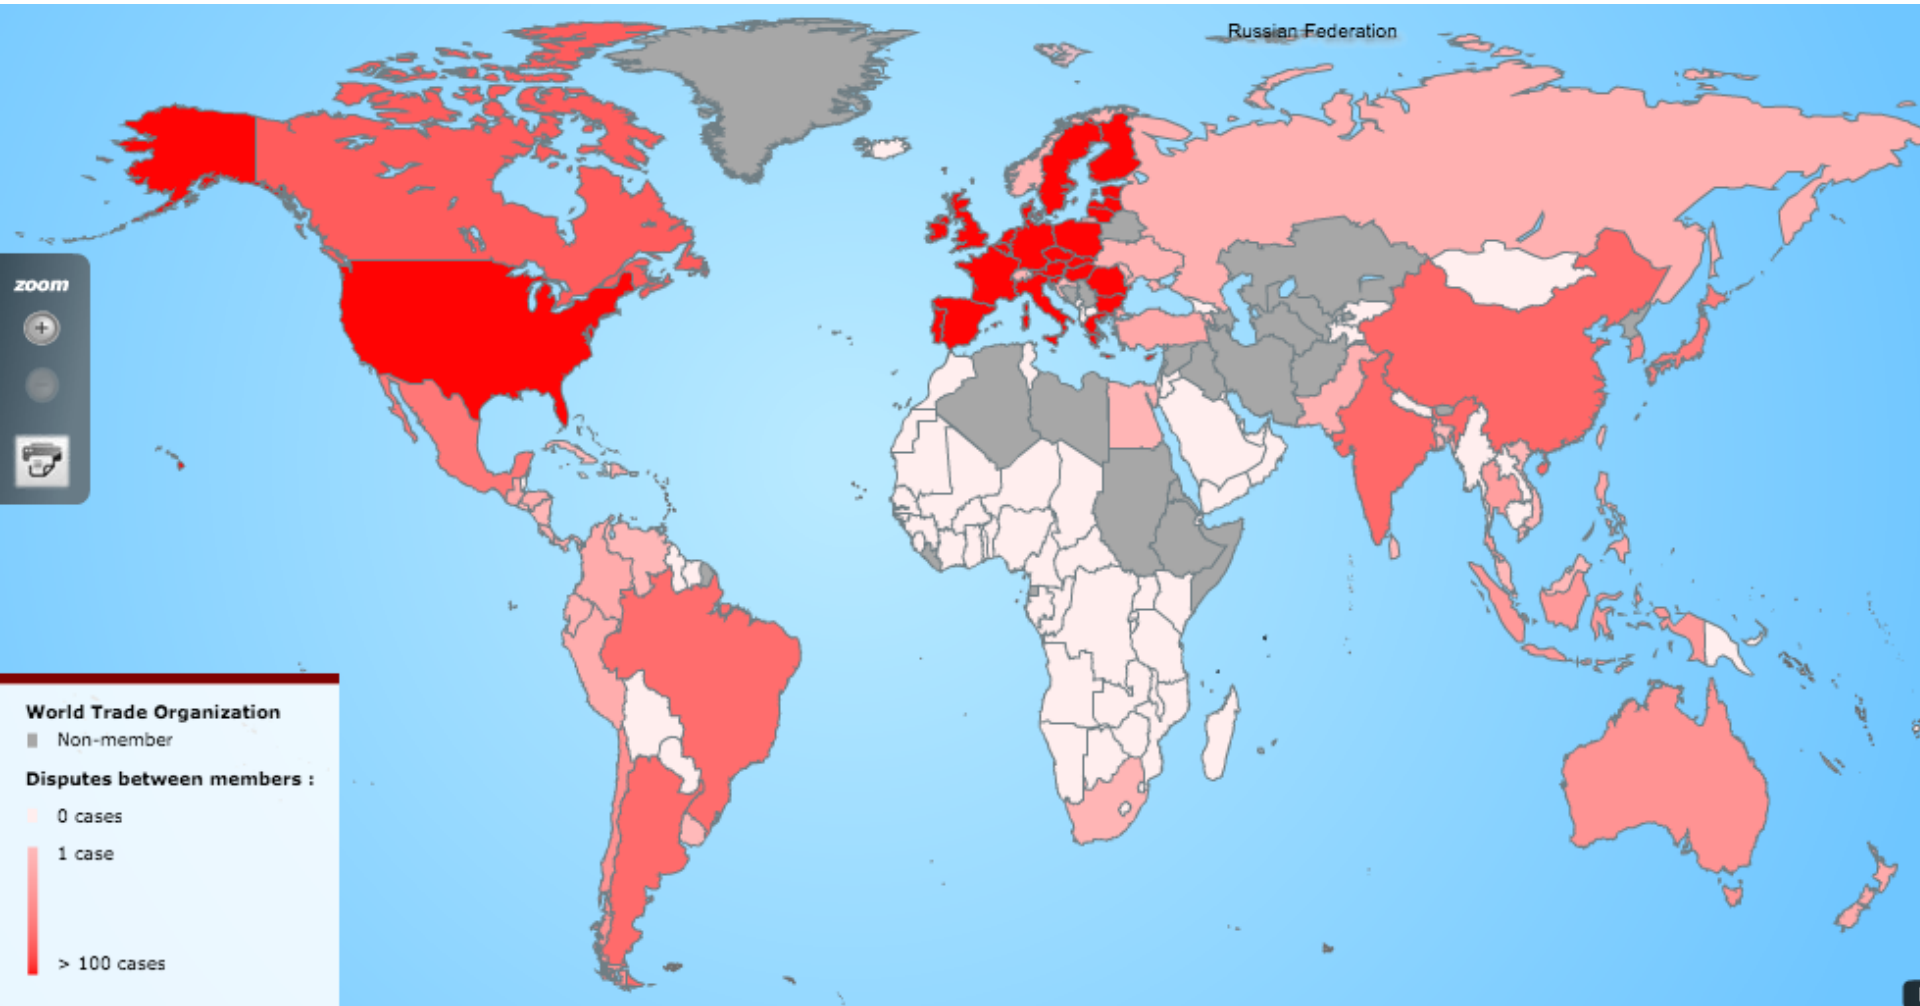 Russian Federation
zoom
World Trade Organization
Non-member
Disputes between members :
0 cases
1 case
> 100 cases